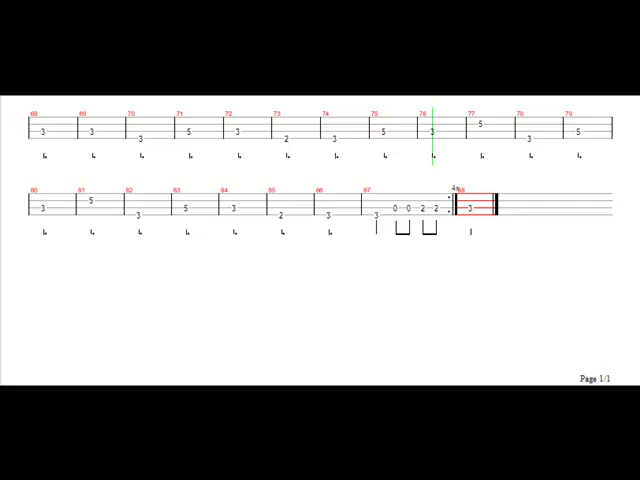 68 69 70 71 72 73 74 75 76 77 78 79
3 3 3 5 3 2 3 5 3 5 3 5
80 81 82 83 84 85 86 87 4x 88
3 5 3 5 3 2 3 3 0 0 2 2 3
Page 1/1